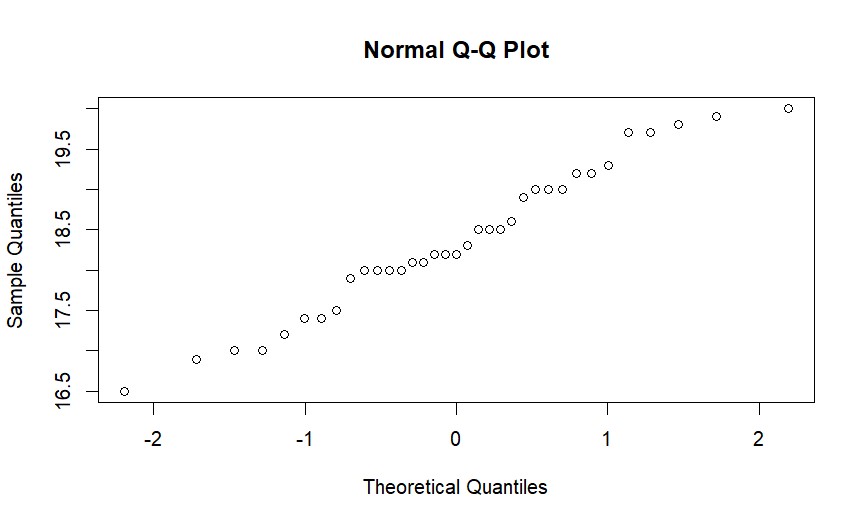 Normal Q-Q Plot
Sample Quantiles
19.5
18.5
17.5
16.5
-2 -1 0 1 2
Theoretical Quantiles